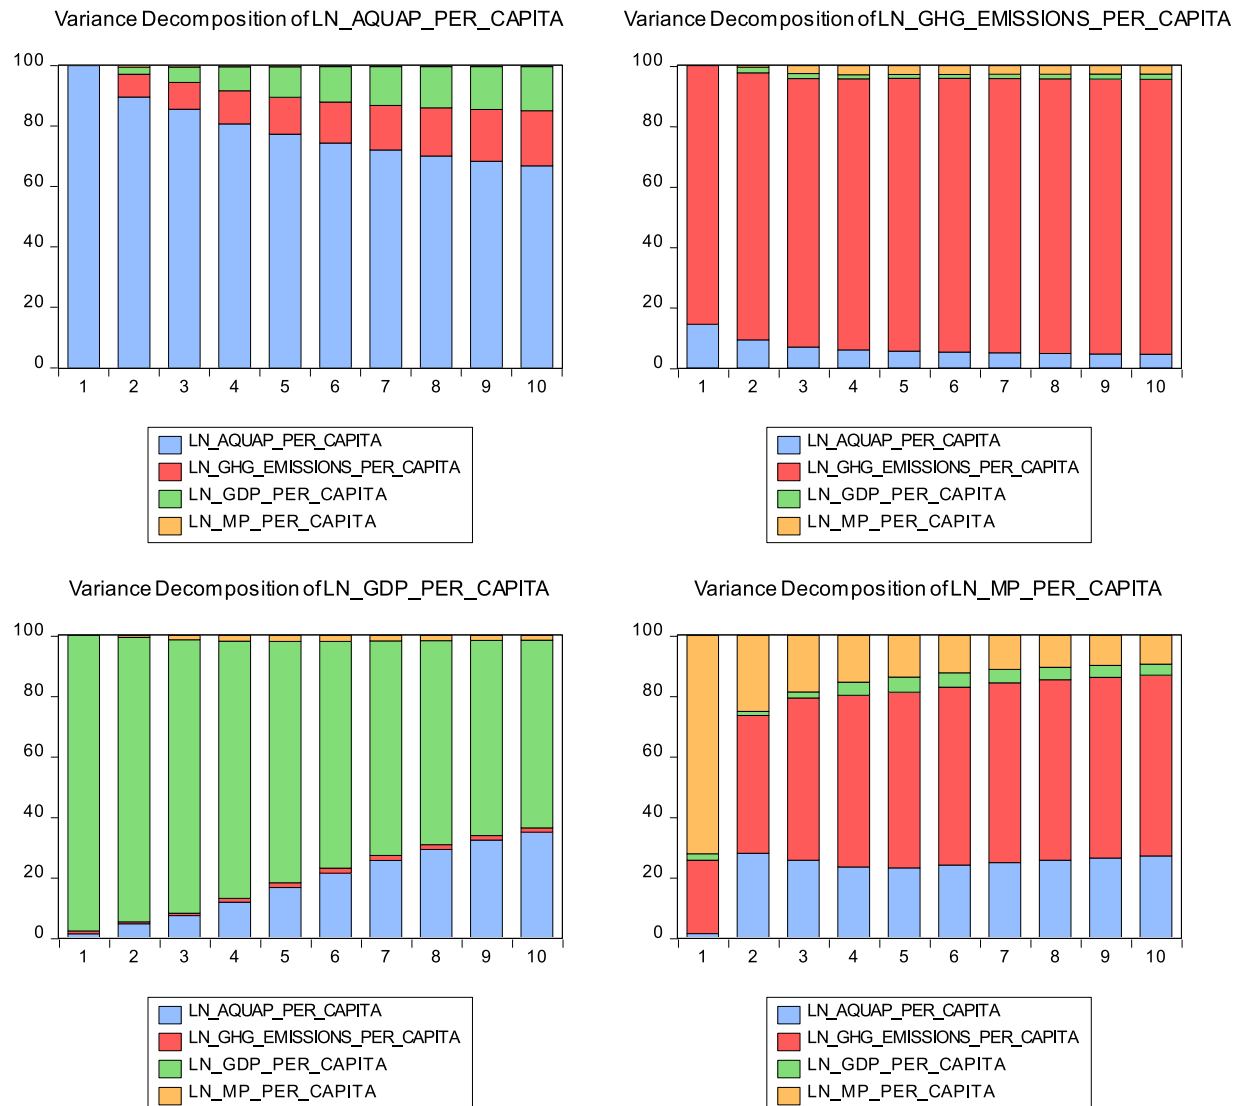 Variance Decomposition of LN_AQUAP_PER_CAPITA
100
80
60
40
20
0
1 2 3 4 5 6 7 8 9 10
LN_AQUAP_PER_CAPITA
LN_GHG_EMISSIONS_PER_CAPITA
LN_GDP_PER_CAPITA
LN_MP_PER_CAPITA
Variance Decomposition of LN_GHG_EMISSIONS_PER_CAPITA
100
80
60
40
20
0
1 2 3 4 5 6 7 8 9 10
LN_AQUAP_PER_CAPITA
LN_GHG_EMISSIONS_PER_CAPITA
LN_GDP_PER_CAPITA
LN_MP_PER_CAPITA
Variance Decomposition of LN_GDP_PER_CAPITA
100
80
60
40
20
0
1 2 3 4 5 6 7 8 9 10
LN_AQUAP_PER_CAPITA
LN_GHG_EMISSIONS_PER_CAPITA
LN_GDP_PER_CAPITA
LN_MP_PER_CAPITA
Variance Decomposition of LN_MP_PER_CAPITA
100
80
60
40
20
0
1 2 3 4 5 6 7 8 9 10
LN_AQUAP_PER_CAPITA
LN_GHG_EMISSIONS_PER_CAPITA
LN_GDP_PER_CAPITA
LN_MP_PER_CAPITA